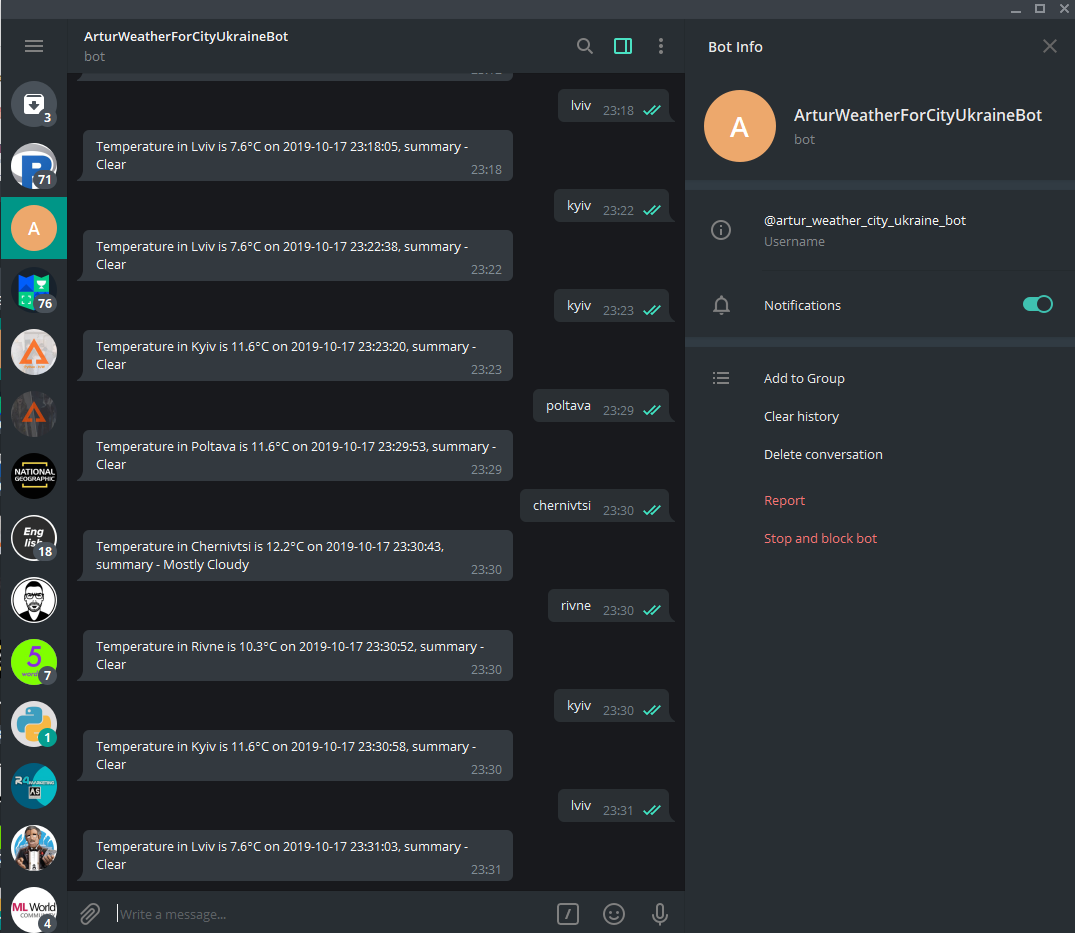 ArturWeatherForCityUkraineBot
bot
lviv 23:18
Temperature in Lviv is 7.6°C on 2019-10-17 23:18:05, summary -
Clear
23:18
kyiv 23:22
Temperature in Lviv is 7.6°C on 2019-10-17 23:22:38, summary -
Clear
23:22
kyiv 23:23
Temperature in Kyiv is 11.6°C on 2019-10-17 23:23:20, summary -
Clear
23:23
poltava 23:29
Temperature in Poltava is 11.6°C on 2019-10-17 23:29:53, summary -
Clear
23:29
chernivtsi 23:30
Temperature in Chernivtsi is 12.2°C on 2019-10-17 23:30:43,
summary - Mostly Cloudy
23:30
rivne 23:30
Temperature in Rivne is 10.3°C on 2019-10-17 23:30:52, summary -
Clear
23:30
kyiv 23:30
Temperature in Kyiv is 11.6°C on 2019-10-17 23:30:58, summary -
Clear
23:30
lviv 23:31
Temperature in Lviv is 7.6°C on 2019-10-17 23:31:03, summary -
Clear
23:31
Write a message...
Bot Info
A
ArturWeatherForCityUkraineBot
bot
@artur_weather_city_ukraine_bot
Username
Notifications
Add to Group
Clear history
Delete conversation
Report
Stop and block bot
3
71
A
76
NATIONAL
GEOGRAPHIC
Eng
lish
18
5
7
1
R4
AS
ML World
4